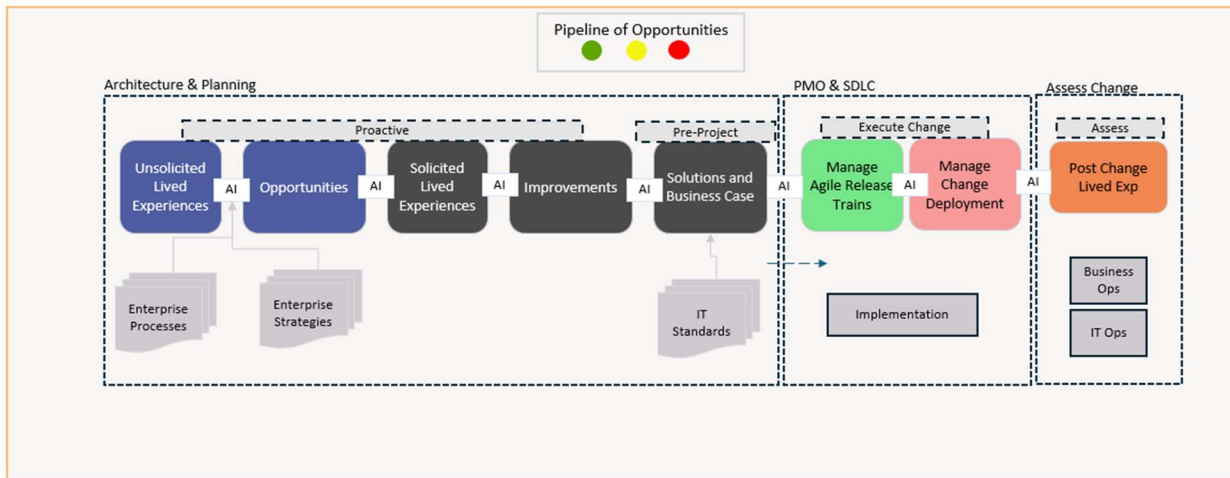 Pipeline of Opportunities
Architecture & Planning
PMO & SDLC
Assess Change
Proactive
Pre-Project
Execute Change
Assess
Unsolicited
Lived
Experiences
AI
Opportunities
AI
Solicited
Lived
Experiences
AI
Improvements
AI
Solutions and
Business Case
AI
Manage
Agile Release
Trains
AI
Manage
Change
Deployment
AI
Post Change
Lived Exp
Enterprise
Processes
Enterprise
Strategies
IT
Standards
Implementation
Business
Ops
IT Ops